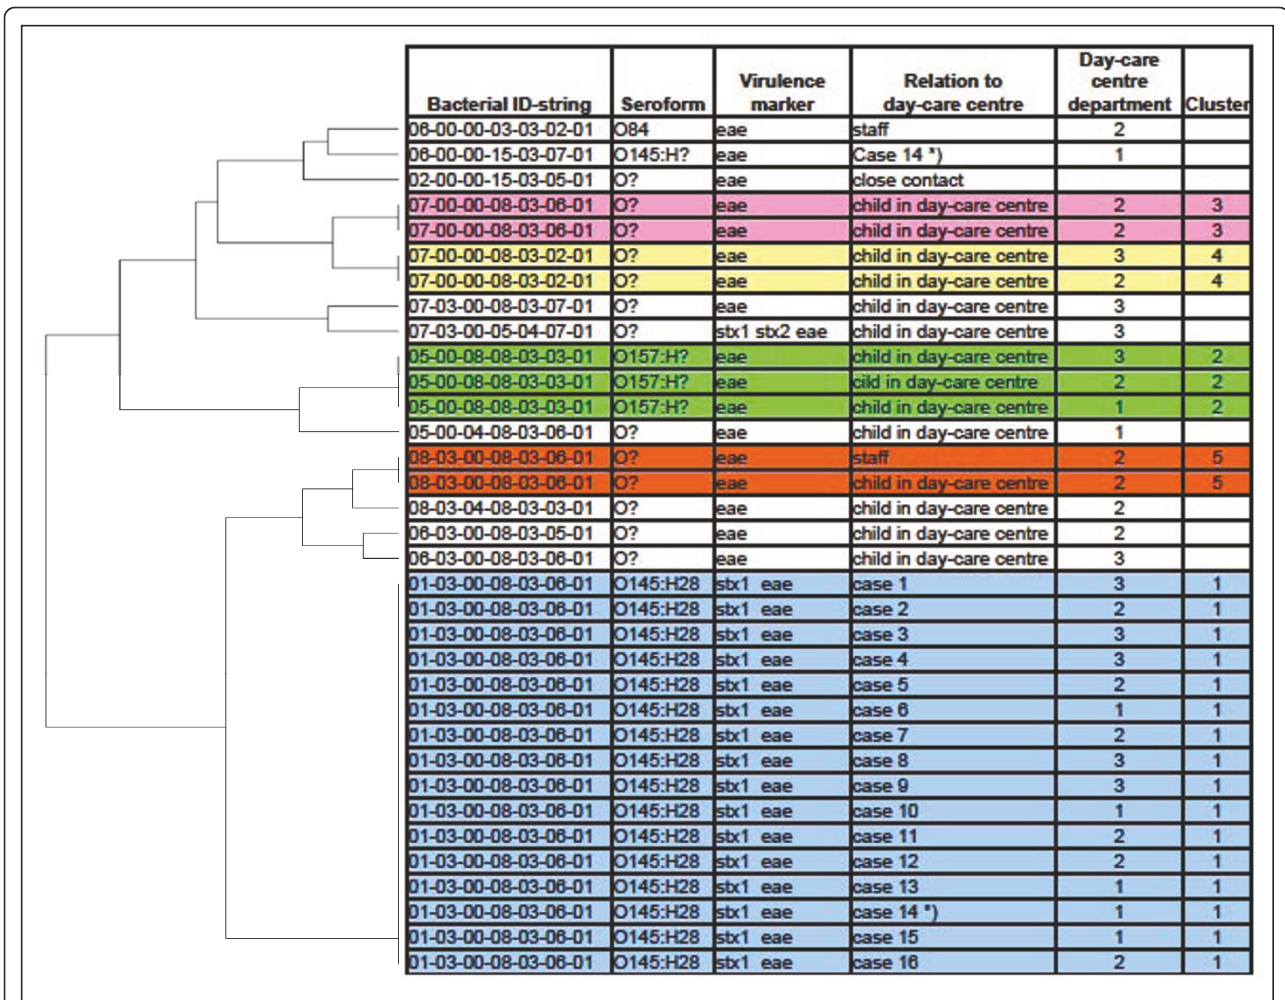 Bacterial ID-string Seroform Virulence marker Relation to day-care centre Day-care centre department Cluster
06-00-00-03-03-02-01 O84 eae staff 2
06-00-00-15-03-07-01 O145:H? eae Case 14 *) 1
02-00-00-15-03-05-01 O? eae close contact
07-00-00-08-03-06-01 O? eae child in day-care centre 2 3
07-00-00-08-03-06-01 O? eae child in day-care centre 2 3
07-00-00-08-03-02-01 O? eae child in day-care centre 3 4
07-00-00-08-03-02-01 O? eae child in day-care centre 2 4
07-03-00-08-03-07-01 O? eae child in day-care centre 3
07-03-00-05-04-07-01 O? stx1 stx2 eae child in day-care centre 3
05-00-08-08-03-03-01 O157:H? eae child in day-care centre 3 2
05-00-08-08-03-03-01 O157:H? eae cild in day-care centre 2 2
05-00-08-08-03-03-01 O157:H? eae child in day-care centre 1 2
05-00-04-08-03-06-01 O? eae child in day-care centre 1
08-03-00-08-03-06-01 O? eae staff 2 5
08-03-00-08-03-06-01 O? eae child in day-care centre 2 5
08-03-04-08-03-03-01 O? eae child in day-care centre 2
06-03-00-08-03-05-01 O? eae child in day-care centre 2
06-03-00-08-03-06-01 O? eae child in day-care centre 3
01-03-00-08-03-06-01 O145:H28 stx1 eae case 1 3 1
01-03-00-08-03-06-01 O145:H28 stx1 eae case 2 2 1
01-03-00-08-03-06-01 O145:H28 stx1 eae case 3 3 1
01-03-00-08-03-06-01 O145:H28 stx1 eae case 4 3 1
01-03-00-08-03-06-01 O145:H28 stx1 eae case 5 2 1
01-03-00-08-03-06-01 O145:H28 stx1 eae case 6 1 1
01-03-00-08-03-06-01 O145:H28 stx1 eae case 7 2 1
01-03-00-08-03-06-01 O145:H28 stx1 eae case 8 3 1
01-03-00-08-03-06-01 O145:H28 stx1 eae case 9 3 1
01-03-00-08-03-06-01 O145:H28 stx1 eae case 10 1 1
01-03-00-08-03-06-01 O145:H28 stx1 eae case 11 2 1
01-03-00-08-03-06-01 O145:H28 stx1 eae case 12 2 1
01-03-00-08-03-06-01 O145:H28 stx1 eae case 13 1 1
01-03-00-08-03-06-01 O145:H28 stx1 eae case 14 *) 1 1
01-03-00-08-03-06-01 O145:H28 stx1 eae case 15 1 1
01-03-00-08-03-06-01 O145:H28 stx1 eae case 16 2 1